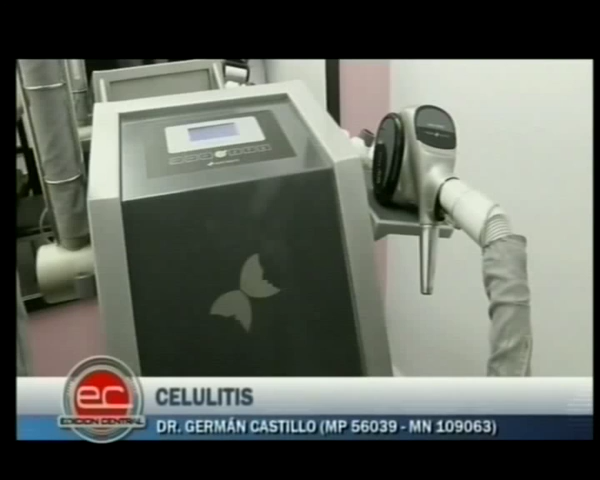 CELULITIS
ec
EDICION CENTRAL
DR. GERMÁN CASTILLO (MP 56039 - MN 109063)